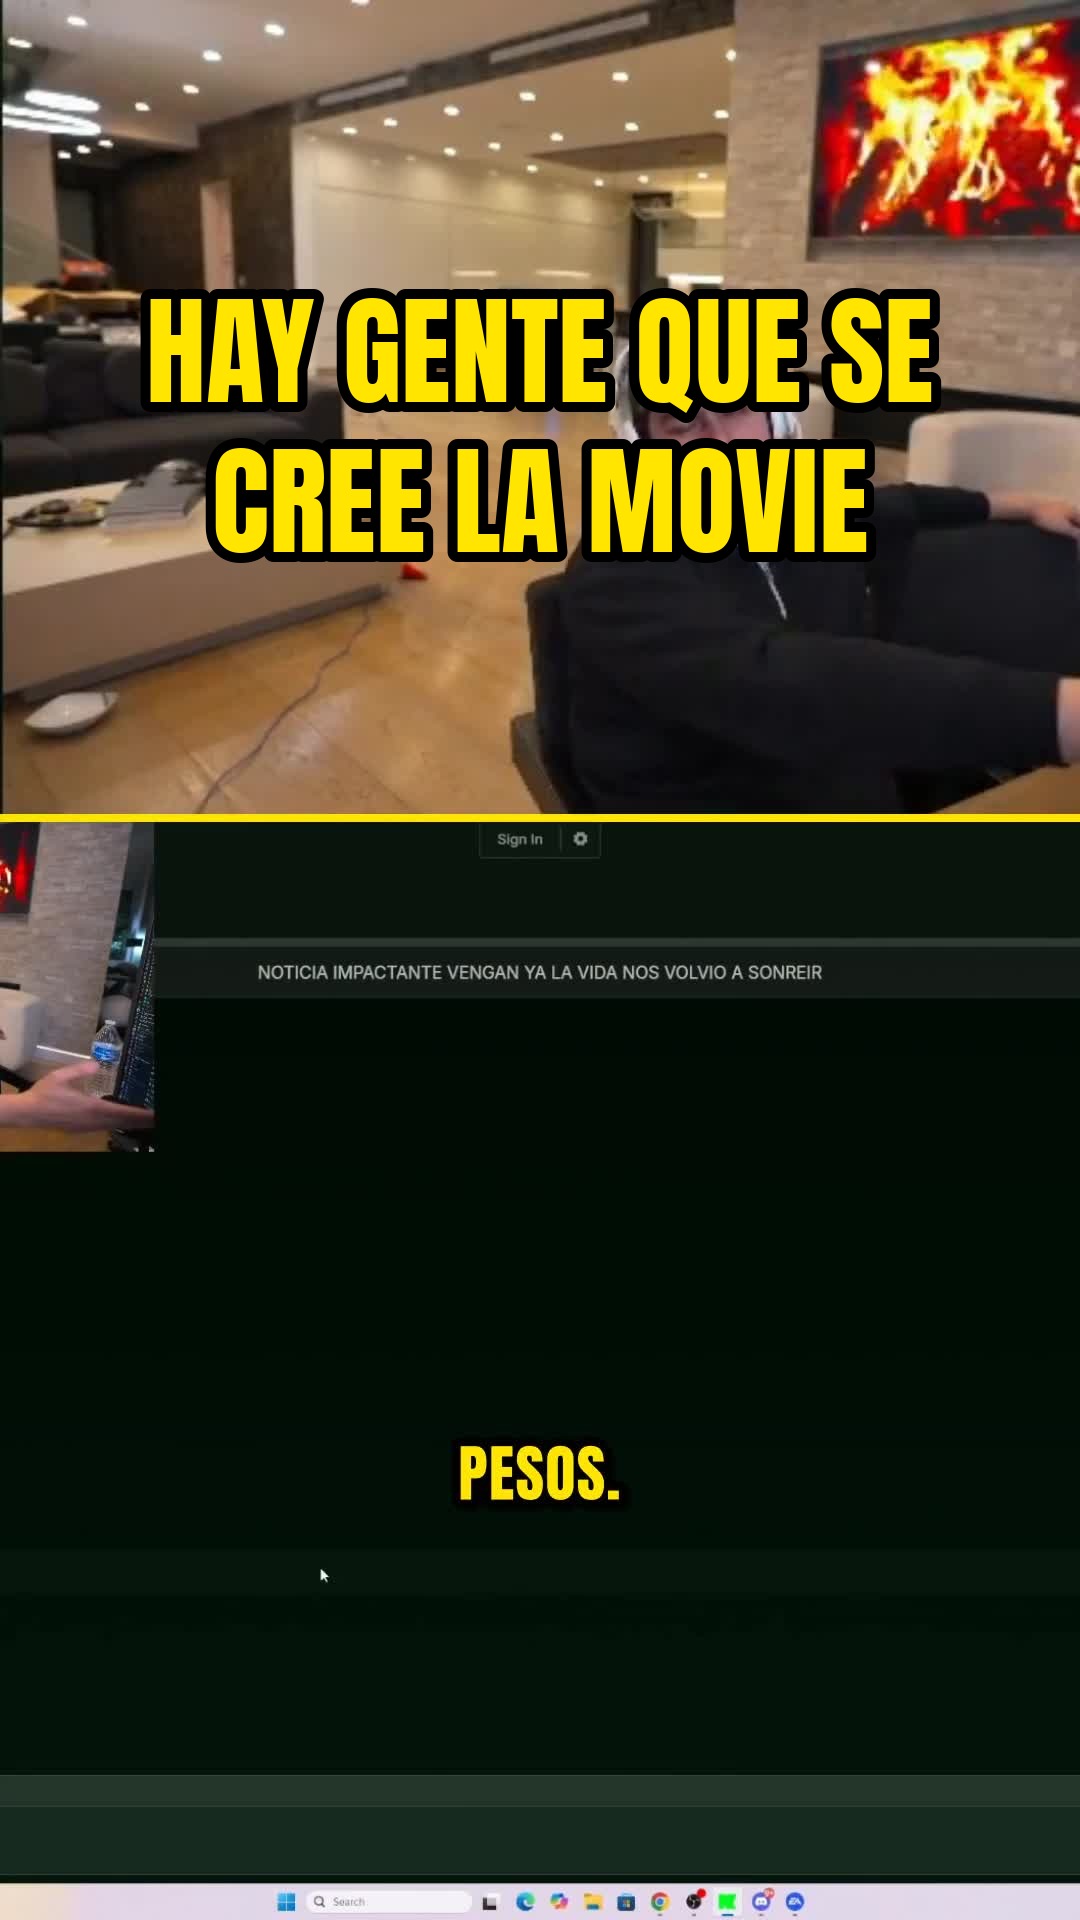 HAY GENTE QUE SE
CREE LA MOVIE
Sign In
NOTICIA IMPACTANTE VENGAN YA LA VIDA NOS VOLVIO A SONREIR
PESOS.
Search